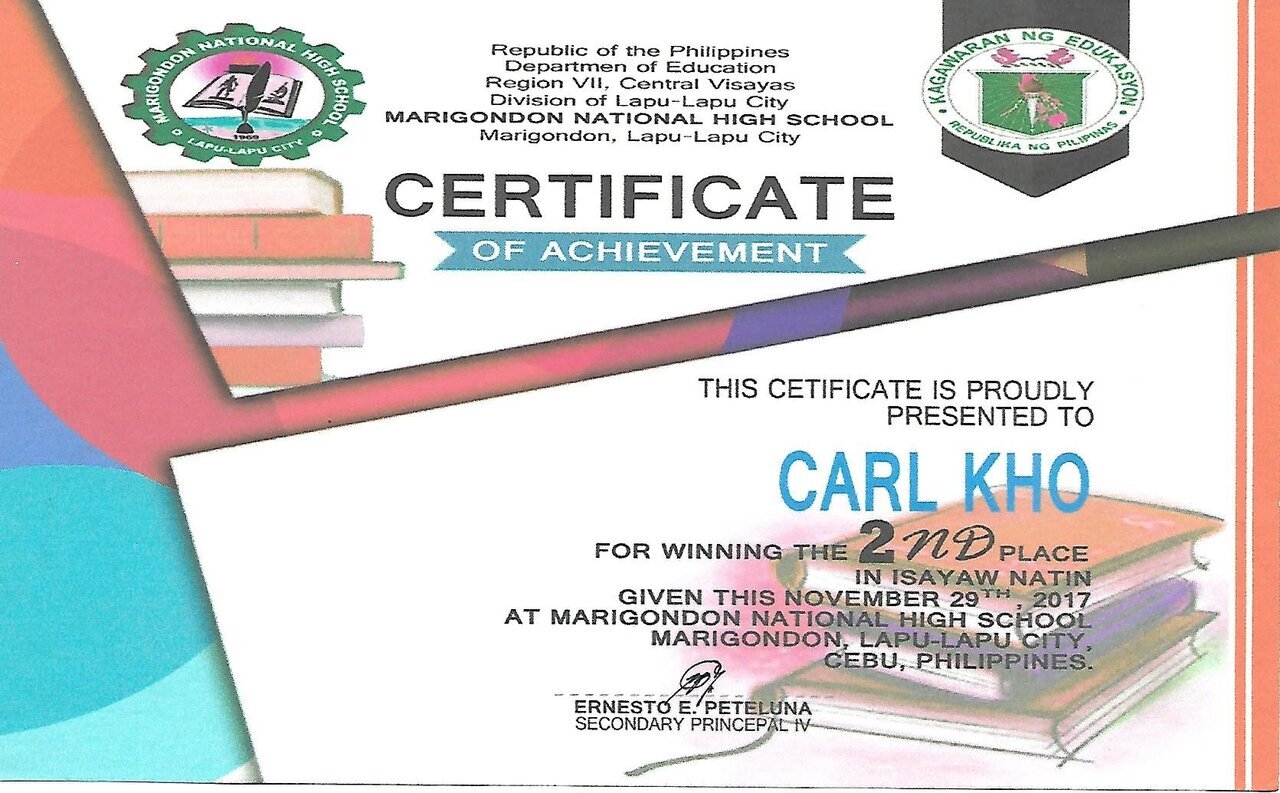 MARIGONDON NATIONAL HIGH SCHOOL
1969
LAPU-LAPU CITY
Republic of the Philippines
Departmen of Education
Region VII, Central Visayas
Division of Lapu-Lapu City
MARIGONDON NATIONAL HIGH SCHOOL
Marigondon, Lapu-Lapu City
KAGAWARAN NG EDUKASYON
REPUBLIKA NG PILIPINAS
CERTIFICATE
OF ACHIEVEMENT
THIS CETIFICATE IS PROUDLY
PRESENTED TO
CARL KHO
FOR WINNING THE 2ND PLACE
IN ISAYAW NATIN
GIVEN THIS NOVEMBER 29TH, 2017
AT MARIGONDON NATIONAL HIGH SCHOOL
MARIGONDON, LAPU-LAPU CITY,
CEBU, PHILIPPINES.
ERNESTO E. PETELUNA
SECONDARY PRINCEPAL IV